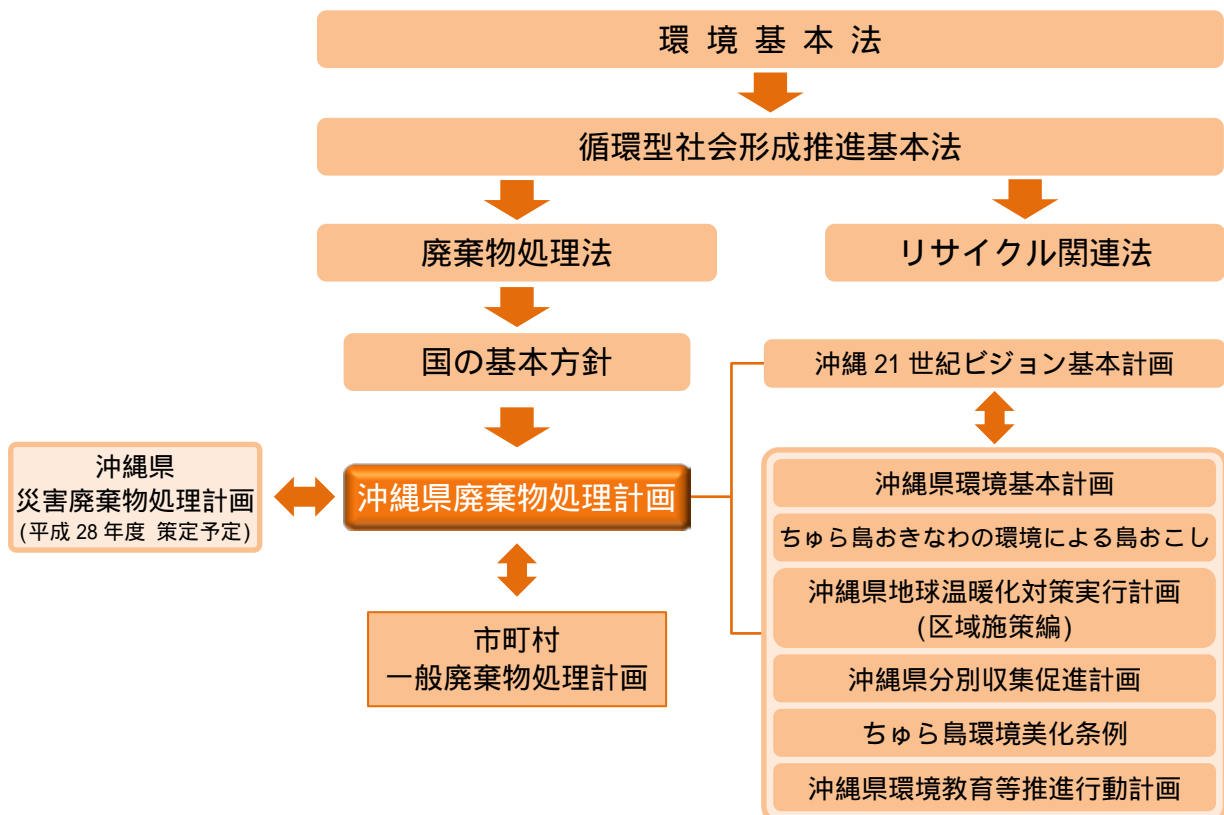 環境基本法
循環型社会形成推進基本法
廃棄物処理法
リサイクル関連法
国の基本方針
沖縄 21 世紀ビジョン基本計画
沖縄県
災害廃棄物処理計画
(平成 28 年度 策定予定)
沖縄県廃棄物処理計画
市町村
一般廃棄物処理計画
沖縄県環境基本計画
ちゅら島おきなわの環境による島おこし
沖縄県地球温暖化対策実行計画
(区域施策編)
沖縄県分別収集促進計画
ちゅら島環境美化条例
沖縄県環境教育等推進行動計画